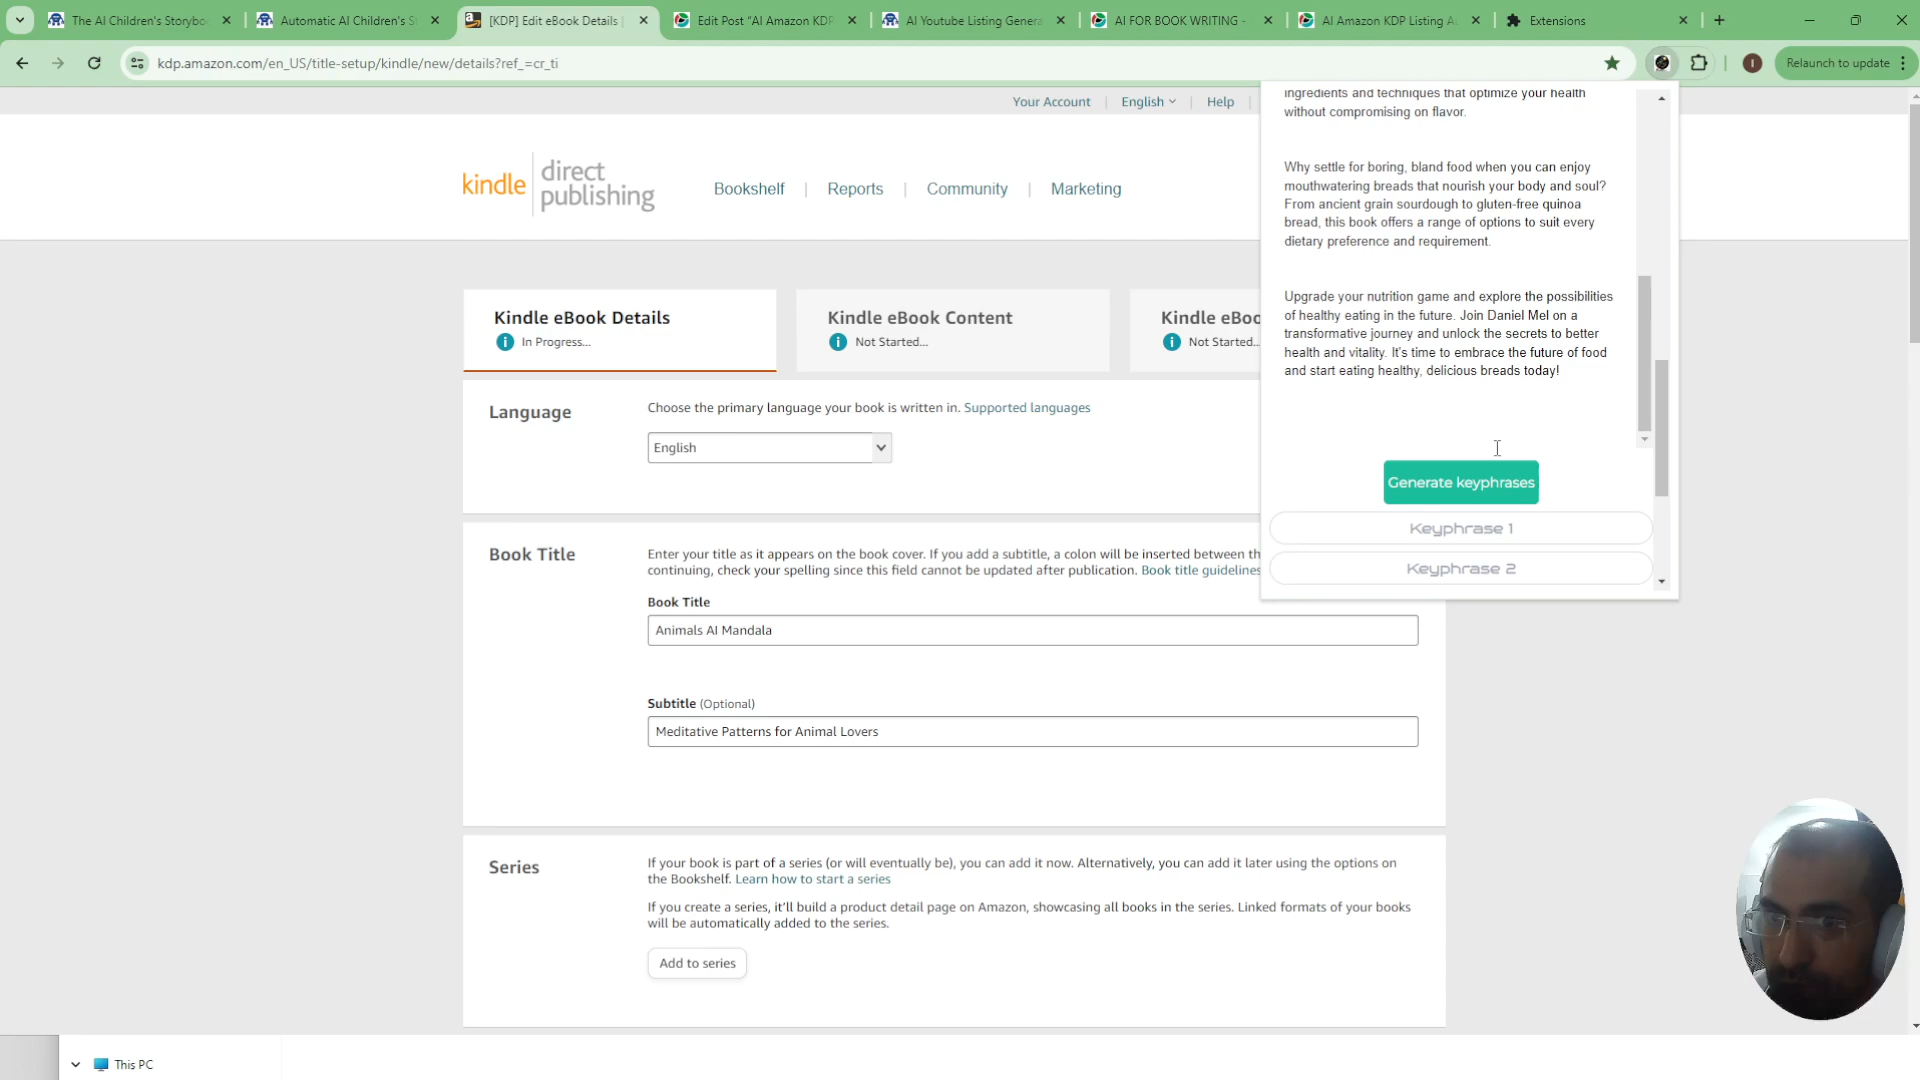 The AI Children's Storybo
Automatic AI Children's S
[KDP] Edit eBook Details |
Edit Post "AI Amazon KDP
AI Youtube Listing Genera
AI FOR BOOK WRITING -
AI Amazon KDP Listing A
Extensions
kdp.amazon.com/en_US/title-setup/kindle/new/details?ref_=cr_ti
I
Relaunch to update
Your Account
English
Help
kindle direct publishing
Bookshelf
Reports
Community
Marketing
ingredients and techniques that optimize your health
without compromising on flavor.
Why settle for boring, bland food when you can enjoy
mouthwatering breads that nourish your body and soul?
From ancient grain sourdough to gluten-free quinoa
bread, this book offers a range of options to suit every
dietary preference and requirement.
Upgrade your nutrition game and explore the possibilities
of healthy eating in the future. Join Daniel Mel on a
transformative journey and unlock the secrets to better
health and vitality. It's time to embrace the future of food
and start eating healthy, delicious breads today!
Generate keyphrases
Keyphrase 1
Keyphrase 2
Kindle eBook Details
In Progress...
Kindle eBook Content
Not Started...
Kindle eBoo
Not Started...
Language
Choose the primary language your book is written in. Supported languages
English
Book Title
Enter your title as it appears on the book cover. If you add a subtitle, a colon will be inserted between th
continuing, check your spelling since this field cannot be updated after publication. Book title guidelines
Book Title
Animals AI Mandala
Subtitle (Optional)
Meditative Patterns for Animal Lovers
Series
If your book is part of a series (or will eventually be), you can add it now. Alternatively, you can add it later using the options on
the Bookshelf. Learn how to start a series
If you create a series, it'll build a product detail page on Amazon, showcasing all books in the series. Linked formats of your books
will be automatically added to the series.
Add to series
This PC